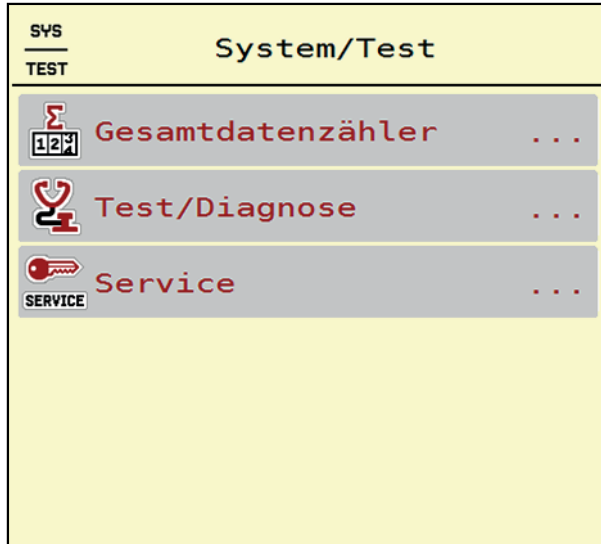 SYS
TEST
System/Test
Σ
123
Gesamtdatenzähler ...
Test/Diagnose ...
SERVICE
Service ...